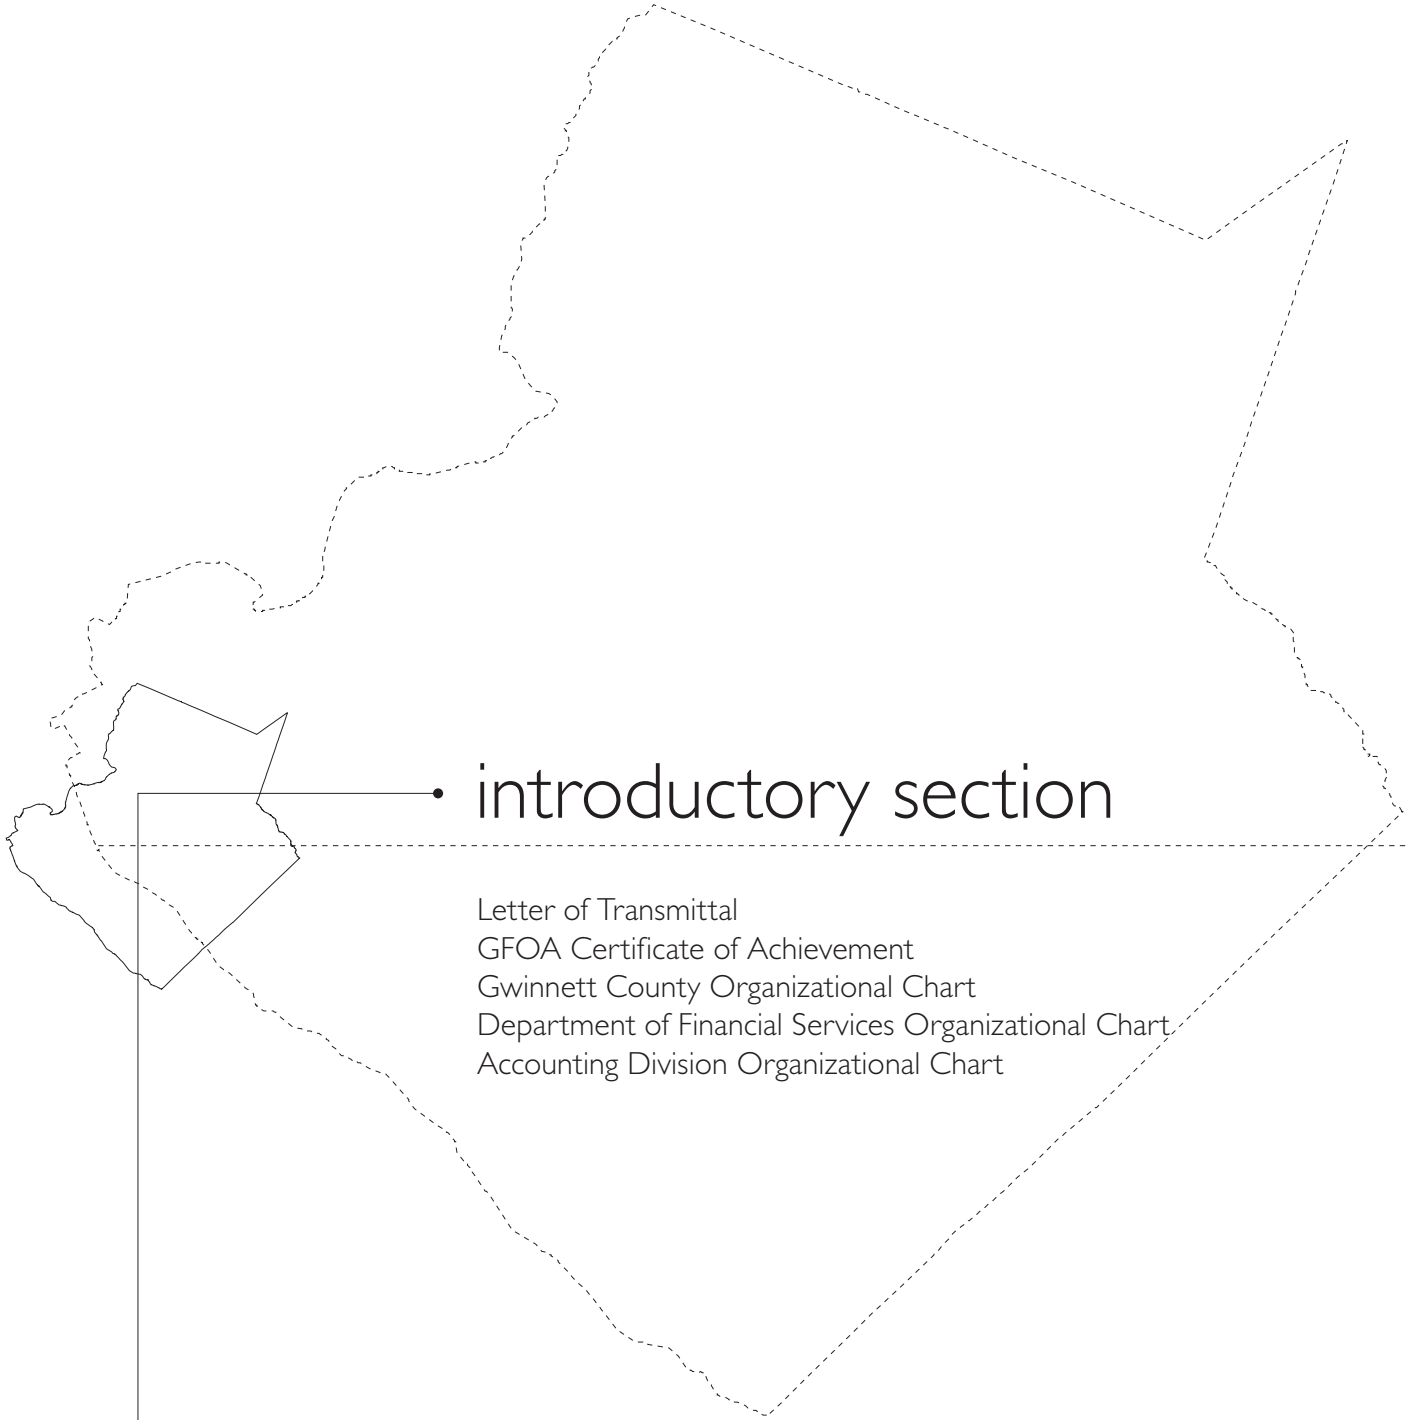 introductory section
Letter of Transmittal
GFOA Certificate of Achievement
Gwinnett County Organizational Chart
Department of Financial Services Organizational Chart
Accounting Division Organizational Chart